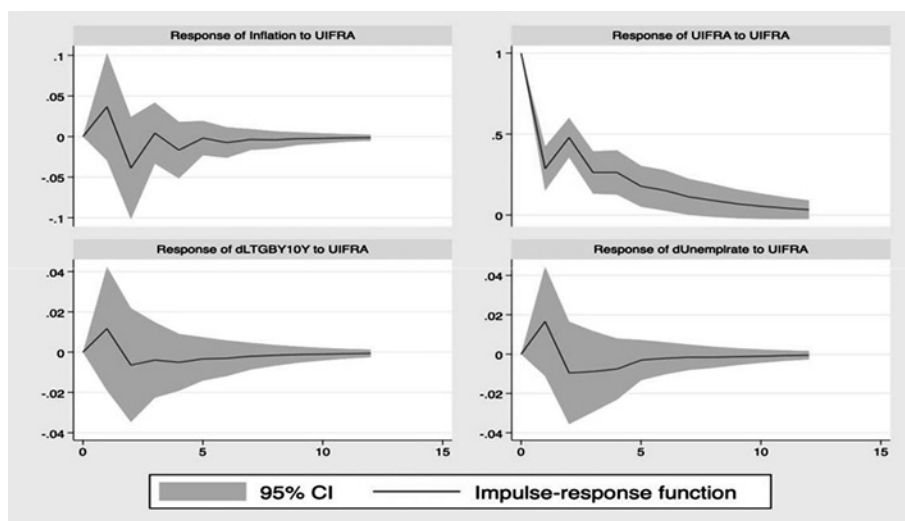 Response of Inflation to UIFRA
.1
.05
0
-.05
-.1
Response of UIFRA to UIFRA
1
.5
0
Response of dLTGBY10Y to UIFRA
.04
.02
0
-.02
-.04
0 5 10 15
Response of dUnemplrate to UIFRA
.04
.02
0
-.02
-.04
0 5 10 15
95% CI Impulse-response function